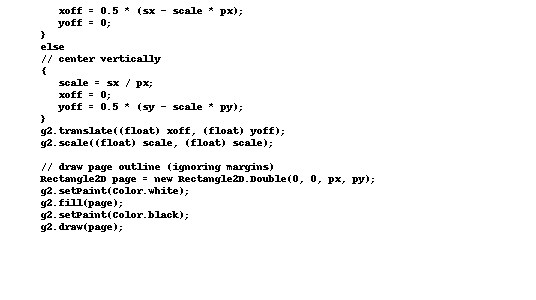 xoff = 0.5 * (sx - scale * px);
yoff = 0;
}
else
// center vertically
{
scale = sx / px;
xoff = 0;
yoff = 0.5 * (sy - scale * py);
}
g2.translate((float) xoff, (float) yoff);
g2.scale((float) scale, (float) scale);

// draw page outline (ignoring margins)
Rectangle2D page = new Rectangle2D.Double(0, 0, px, py);
g2.setPaint(Color.white);
g2.fill(page);
g2.setPaint(Color.black);
g2.draw(page);